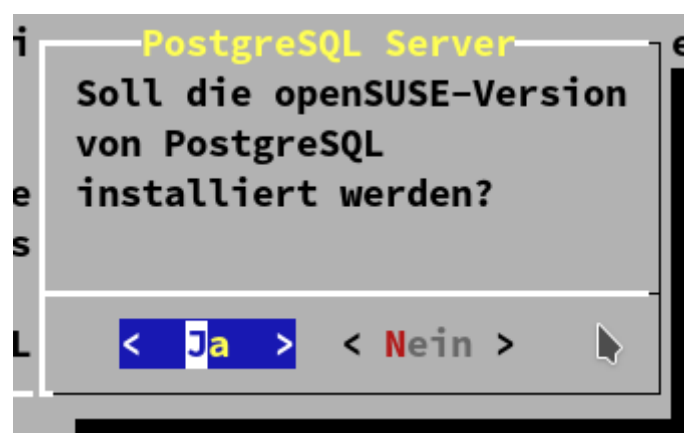 i
PostgreSQL Server
e
Soll die openSUSE-Version
von PostgreSQL
e installiert werden?
s
L
< Ja > < Nein >